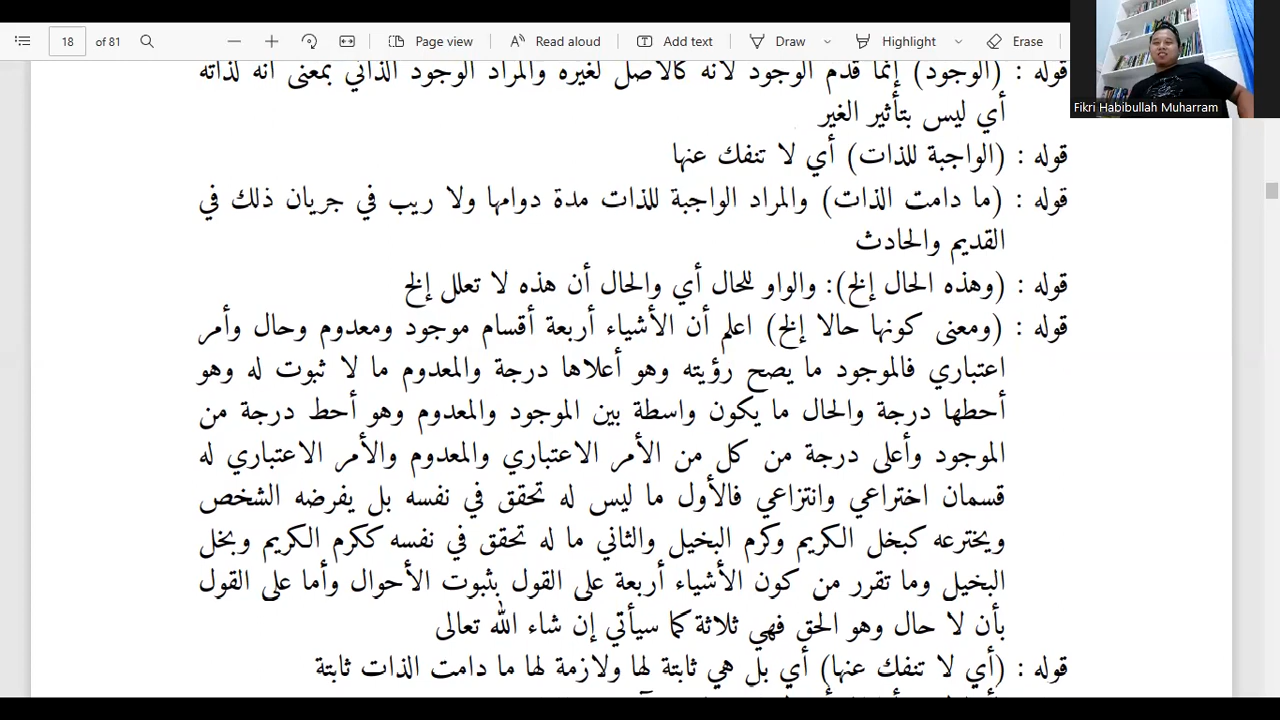 18
of 81
Page view
Read aloud
Add text
Draw
Highlight
Erase
Fikri Habibullah Muharram
قوله : (الوجود) إنما قدم الوجود لأنه كالأصل لغيره والمراد الوجود الذاتي بمعنى أنه لذاته
أي ليس بتأثير الغير
قوله : (الواجبة للذات) أي لا تنفك عنها
قوله : (ما دامت الذات) والمراد الواجبة للذات مدة دوامها ولا ريب في جريان ذلك في
القديم والحادث
قوله : (وهذه الحال إلخ): والواو للحال أي والحال أن هذه لا تعلل إلخ
قوله : (ومعنى كونها حالا إلخ) اعلم أن الأشياء أربعة أقسام موجود ومعدوم وحال وأمر
اعتباري فالموجود ما يصح رؤيته وهو أعلاها درجة والمعدوم ما لا ثبوت له وهو
أحطها درجة والحال ما يكون واسطة بين الموجود والمعدوم وهو أحط درجة من
الموجود وأعلى درجة من كل من الأمر الاعتباري والمعدوم والأمر الاعتباري له
قسمان اختراعي وانتزاعي فالأول ما ليس له تحقق في نفسه بل يفرضه الشخص
ويخترعه كبخل الكريم وكرم البخيل والثاني ما له تحقق في نفسه ككرم الكريم وبخل
البخيل وما تقرر من كون الأشياء أربعة على القول بثبوت الأحوال وأما على القول
بأن لا حال وهو الحق فهي ثلاثة كما سيأتي إن شاء الله تعالى
قوله : (أي لا تنفك عنها) أي بل هي ثابتة لها ولازمة لها ما دامت الذات ثابتة